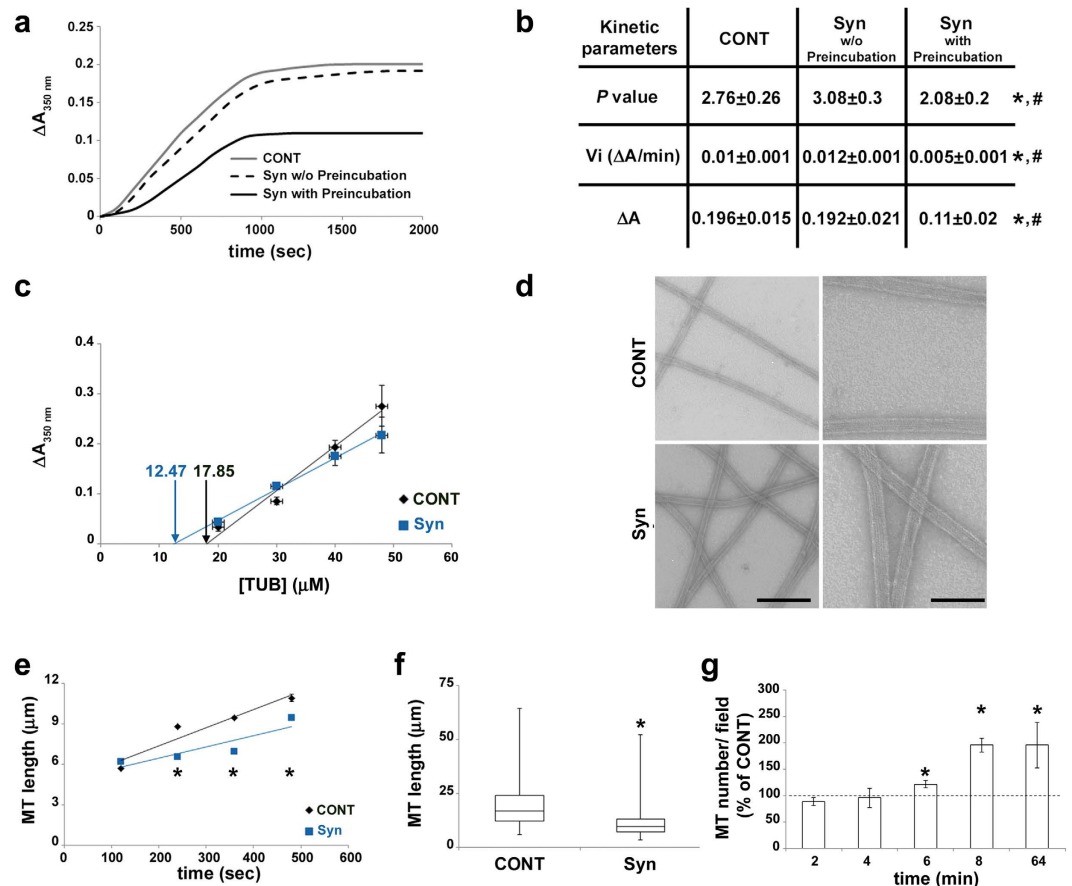 a
ΔA350 nm
0.2
0.15
0.1
0.05
0
CONT
Syn w/o Preincubation
Syn with Preincubation
0 500 1000 1500 2000
time (sec)
b
Kinetic parameters
CONT
Syn w/o Preincubation
Syn with Preincubation
P value 2.76±0.26 3.08±0.3 2.08±0.2 *,#
Vi (ΔA/min) 0.01±0.001 0.012±0.001 0.005±0.001 *,#
ΔA 0.196±0.015 0.192±0.021 0.11±0.02 *,#
c
ΔA350 nm
0.4
0.3
0.2
0.1
0
12.47 17.85
CONT
Syn
0 10 20 30 40 50 60
[TUB] (μM)
d
CONT
Syn
e
MT length (μm)
12
9
6
3
0
* * *
CONT
Syn
0 100 200 300 400 500 600
time (sec)
f
MT length (μm)
75
50
25
0
*
CONT Syn
g
MT number/ field
(% of CONT)
300
250
200
150
100
50
0
* * *
2 4 6 8 64
time (min)